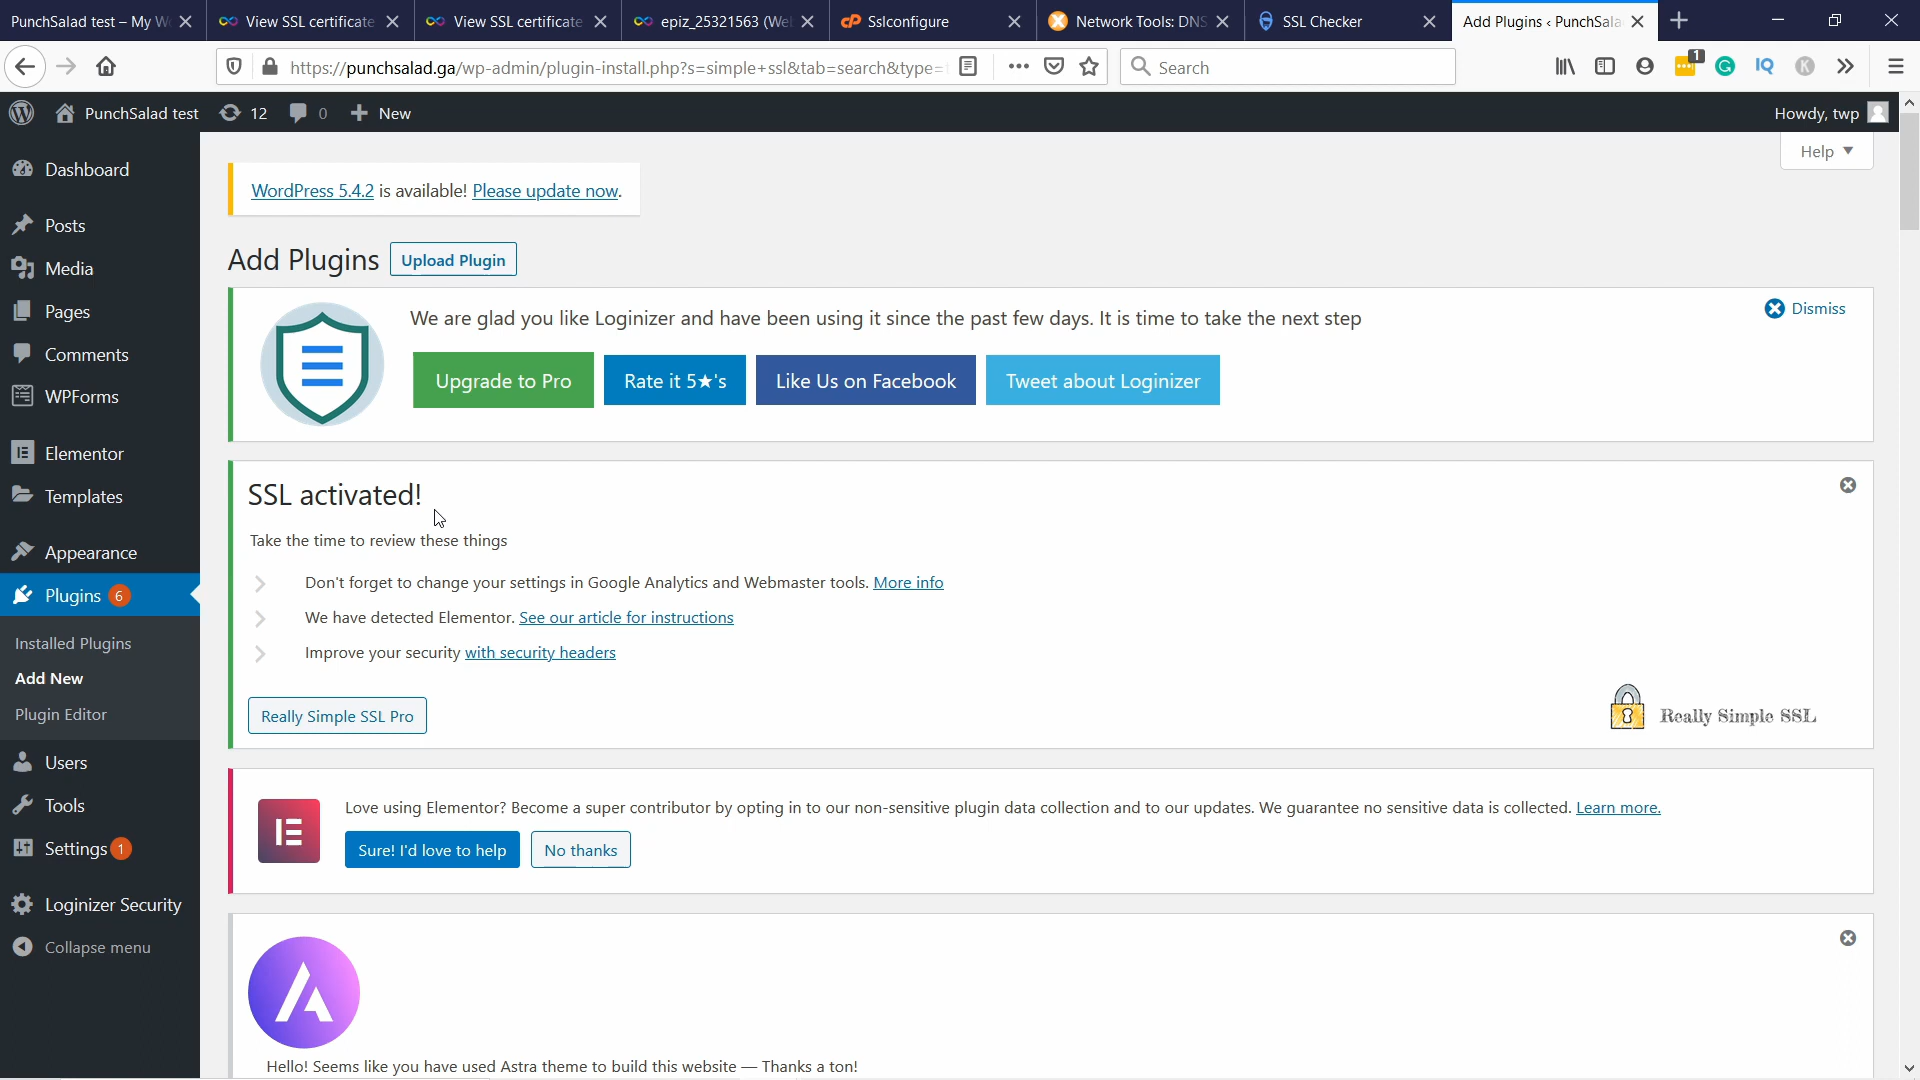 PunchSalad test – My W
View SSL certificate
View SSL certificate
epiz_25321563 (Wel
Sslconfigure
Network Tools: DNS
SSL Checker
Add Plugins ‹ PunchSala
https://punchsalad.ga/wp-admin/plugin-install.php?s=simple+ssl&tab=search&type=
Search
1
PunchSalad test
12
0
New
Howdy, twp
Help
Dashboard
Posts
Media
Pages
Comments
WPForms
Elementor
Templates
Appearance
Plugins 6
Installed Plugins
Add New
Plugin Editor
Users
Tools
Settings 1
Loginizer Security
Collapse menu
WordPress 5.4.2 is available! Please update now.
Add Plugins Upload Plugin
We are glad you like Loginizer and have been using it since the past few days. It is time to take the next step
Dismiss
Upgrade to Pro
Rate it 5★'s
Like Us on Facebook
Tweet about Loginizer
SSL activated!
Take the time to review these things
Don't forget to change your settings in Google Analytics and Webmaster tools. More info
We have detected Elementor. See our article for instructions
Improve your security with security headers
Really Simple SSL Pro
Really Simple SSL
Love using Elementor? Become a super contributor by opting in to our non-sensitive plugin data collection and to our updates. We guarantee no sensitive data is collected. Learn more.
Sure! I'd love to help
No thanks
Hello! Seems like you have used Astra theme to build this website — Thanks a ton!